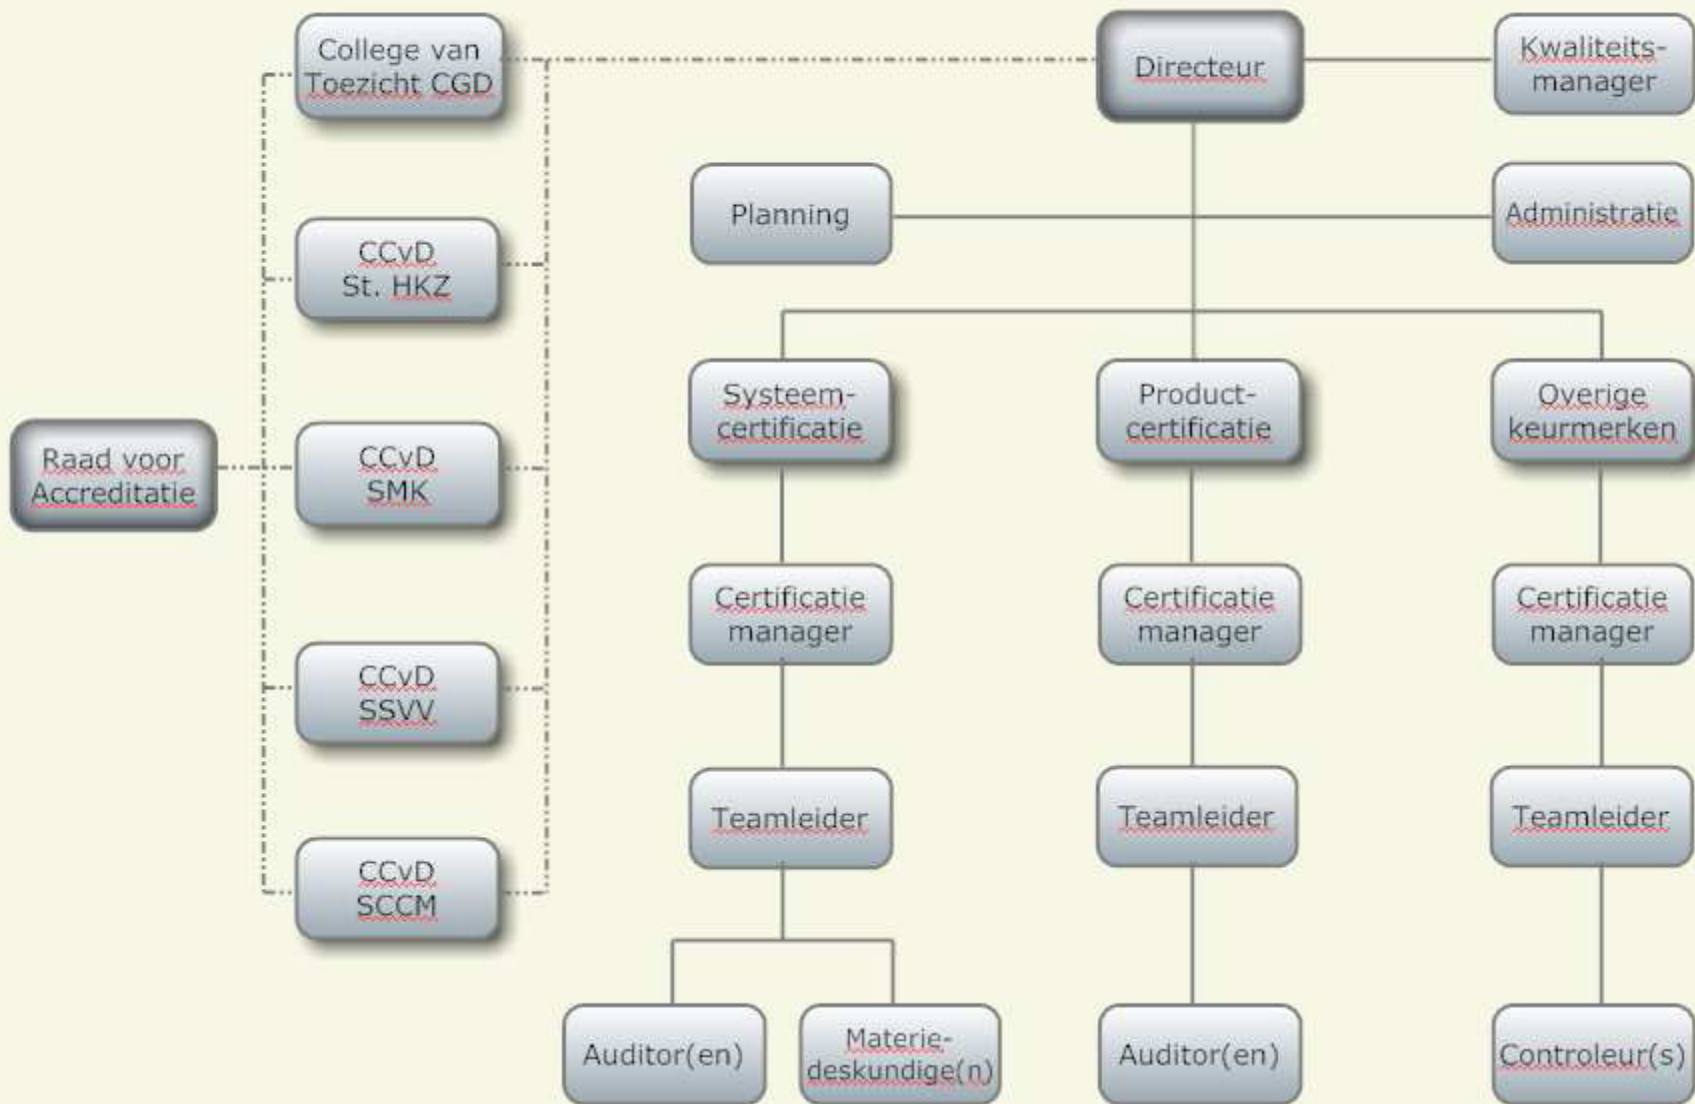 College van
Toezicht CGD
Directeur
Kwaliteits-
manager
Planning
Administratie
CCvD
St. HKZ
Systeem-
certificatie
Product-
certificatie
Overige
keurmerken
Raad voor
Accreditatie
CCvD
SMK
Certificatie
manager
Certificatie
manager
Certificatie
manager
CCvD
SSVV
Teamleider
Teamleider
Teamleider
CCvD
SCCM
Auditor(en)
Materie-
deskundige(n)
Auditor(en)
Controleur(s)